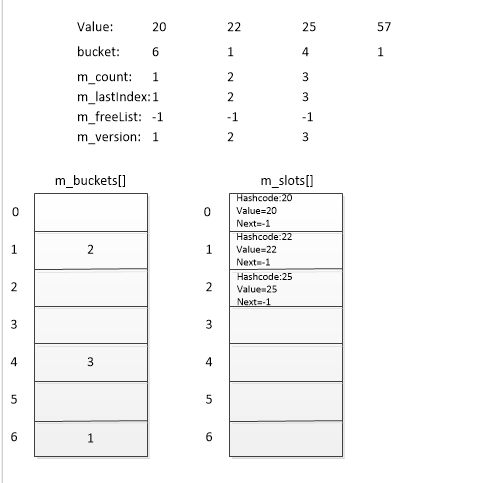 Value: 20 22 25 57
bucket: 6 1 4 1
m_count: 1 2 3
m_lastIndex: 1 2 3
m_freeList: -1 -1 -1
m_version: 1 2 3
m_buckets[] m_slots[]
0 0 Hashcode:20
Value=20
Next=-1
1 2 1 Hashcode:22
Value=22
Next=-1
2 2 Hashcode:25
Value=25
Next=-1
3 3
4 3 4
5 5
6 1 6